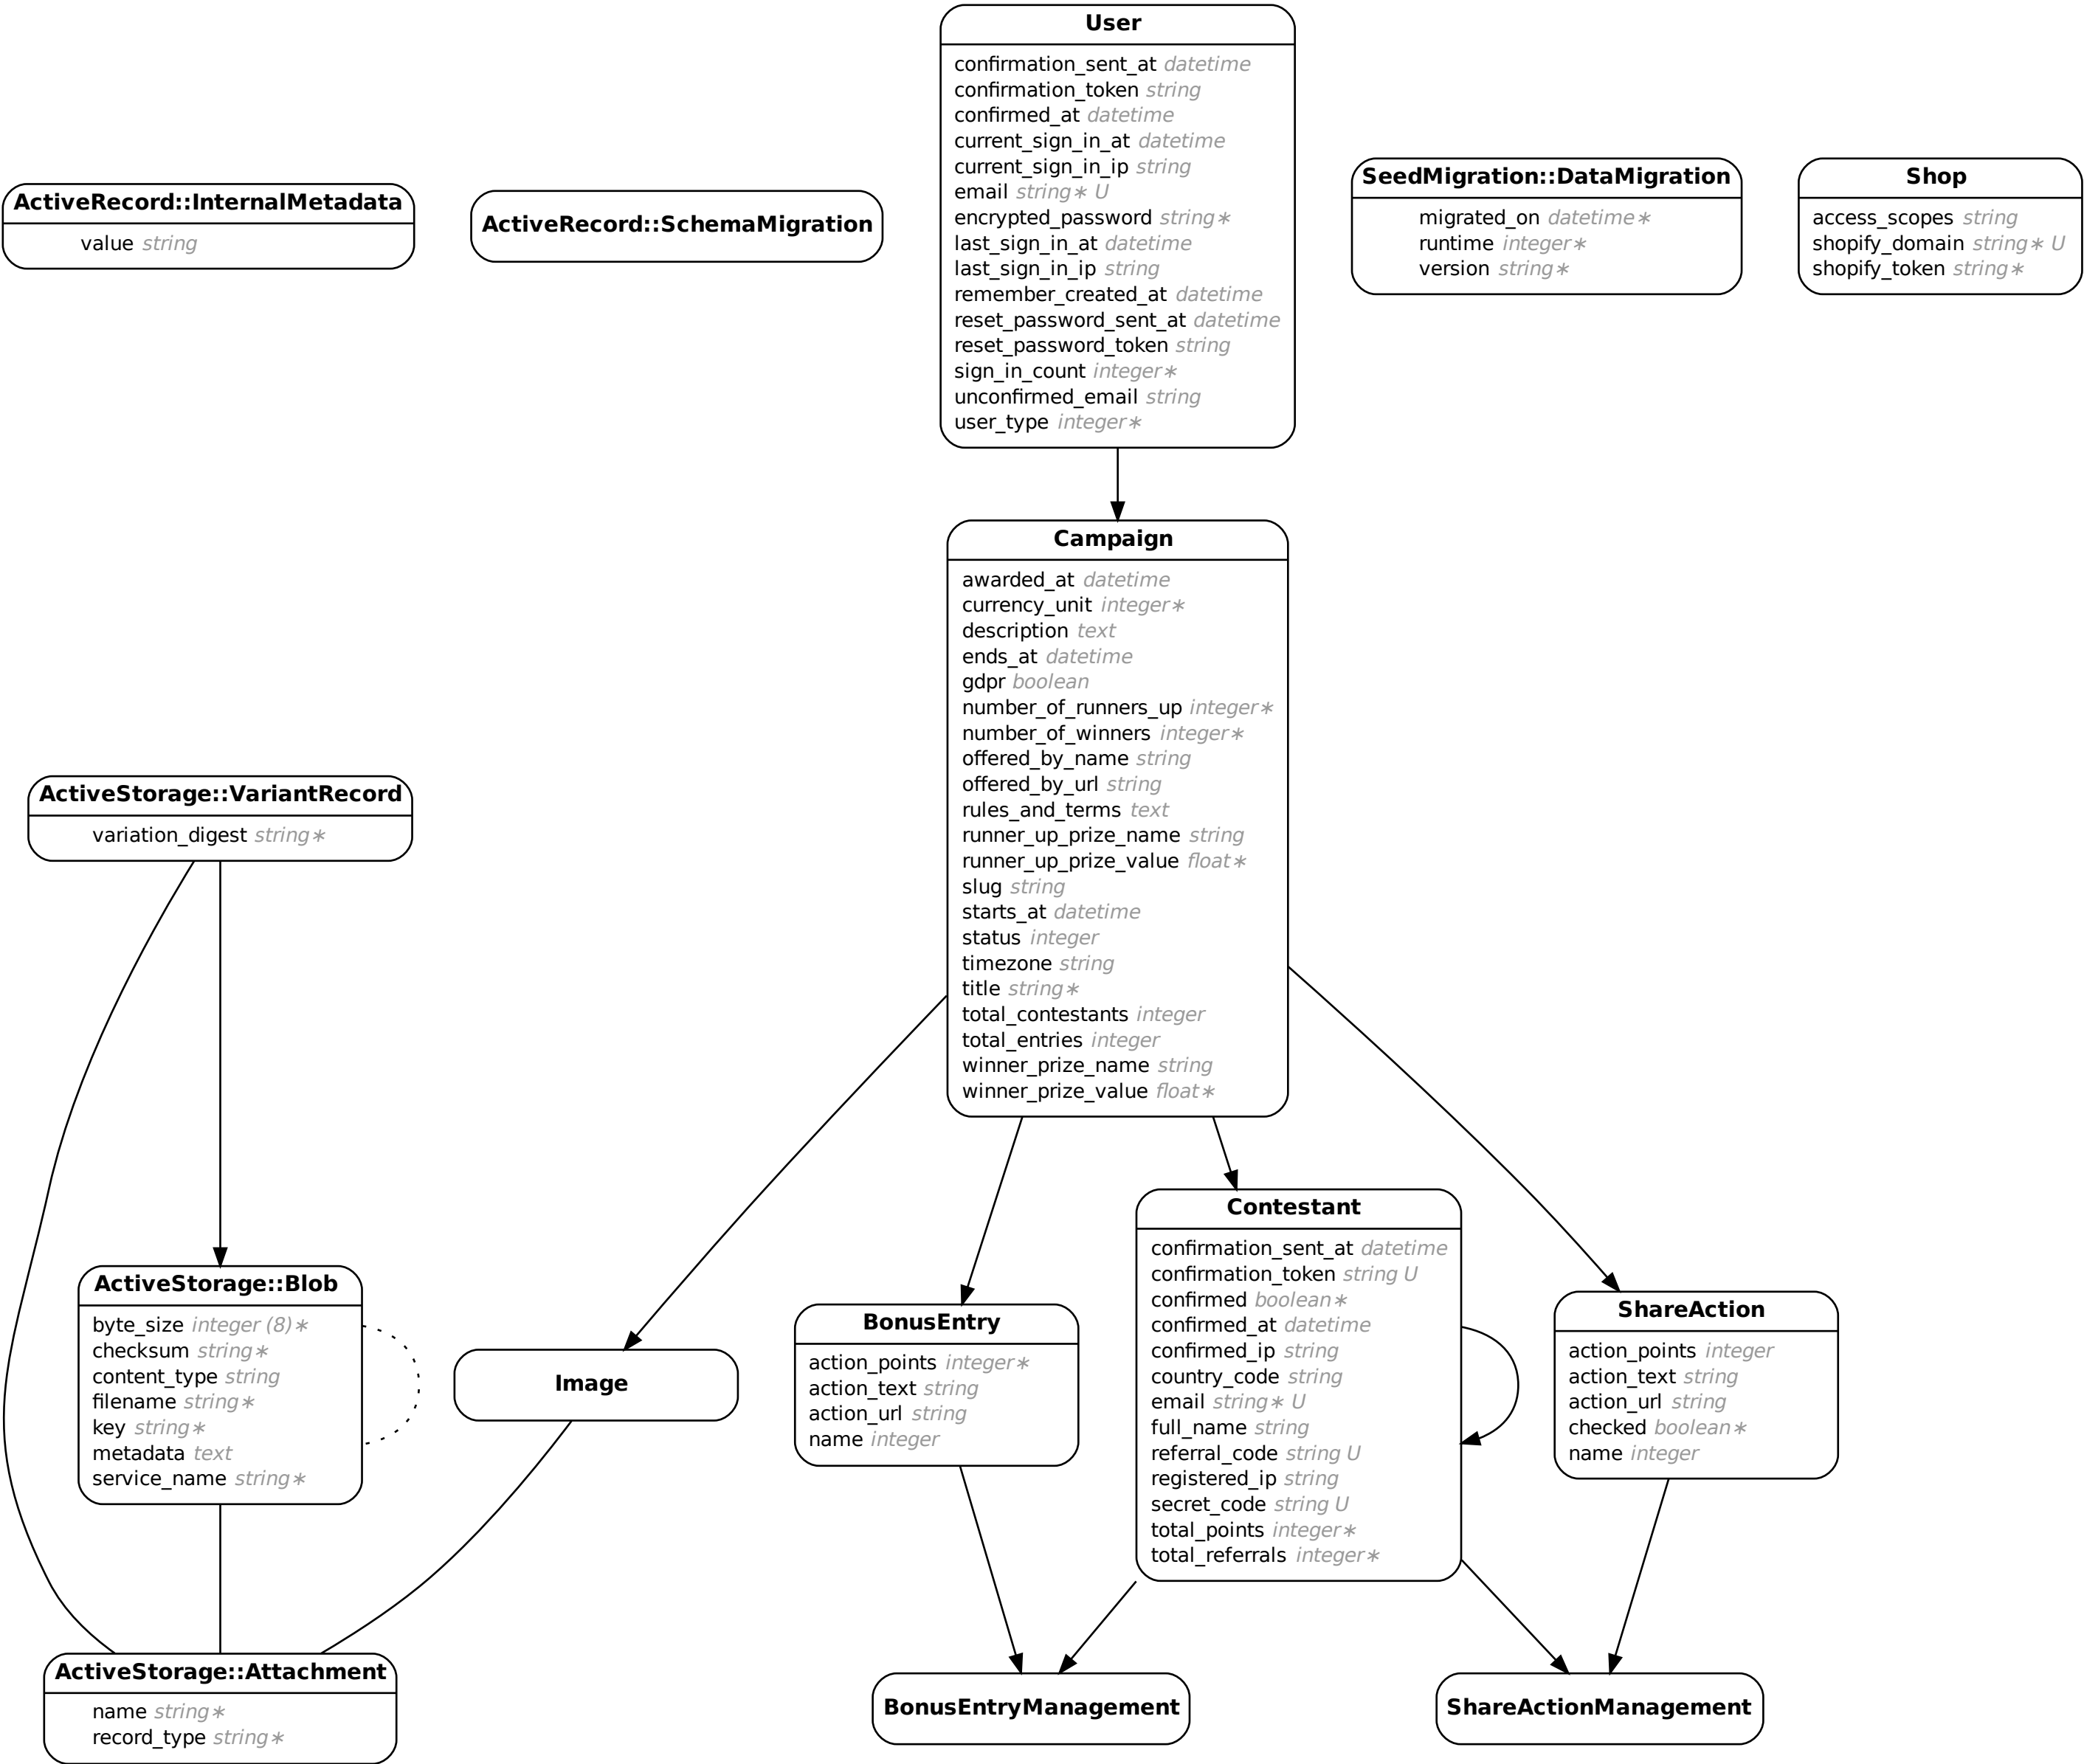 User
confirmation_sent_at datetime
confirmation_token string
confirmed_at datetime
current_sign_in_at datetime
current_sign_in_ip string
email string∗ U
encrypted_password string∗
last_sign_in_at datetime
last_sign_in_ip string
remember_created_at datetime
reset_password_sent_at datetime
reset_password_token string
sign_in_count integer∗
unconfirmed_email string
user_type integer∗
ActiveRecord::InternalMetadata
value string
ActiveRecord::SchemaMigration
SeedMigration::DataMigration
migrated_on datetime∗
runtime integer∗
version string∗
Shop
access_scopes string
shopify_domain string∗ U
shopify_token string∗
Campaign
awarded_at datetime
currency_unit integer∗
description text
ends_at datetime
gdpr boolean
number_of_runners_up integer∗
number_of_winners integer∗
offered_by_name string
offered_by_url string
rules_and_terms text
runner_up_prize_name string
runner_up_prize_value float∗
slug string
starts_at datetime
status integer
timezone string
title string∗
total_contestants integer
total_entries integer
winner_prize_name string
winner_prize_value float∗
ActiveStorage::VariantRecord
variation_digest string∗
ActiveStorage::Blob
byte_size integer (8)∗
checksum string∗
content_type string
filename string∗
key string∗
metadata text
service_name string∗
Image
BonusEntry
action_points integer∗
action_text string
action_url string
name integer
Contestant
confirmation_sent_at datetime
confirmation_token string U
confirmed boolean∗
confirmed_at datetime
confirmed_ip string
country_code string
email string∗ U
full_name string
referral_code string U
registered_ip string
secret_code string U
total_points integer∗
total_referrals integer∗
ShareAction
action_points integer
action_text string
action_url string
checked boolean∗
name integer
ActiveStorage::Attachment
name string∗
record_type string∗
BonusEntryManagement
ShareActionManagement